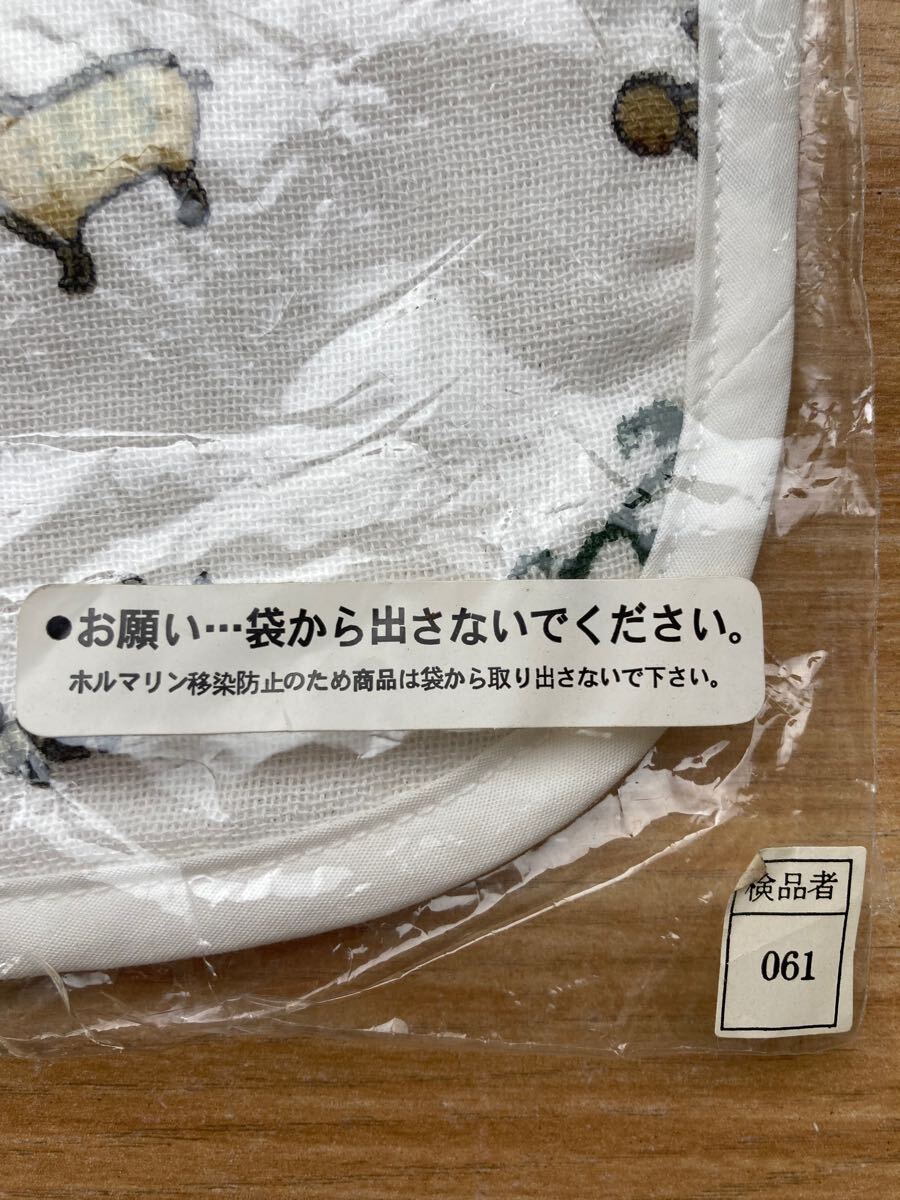 ●お願い…袋から出さないでください。
ホルマリン移染防止のため商品は袋から取り出さないで下さい。
検品者
061